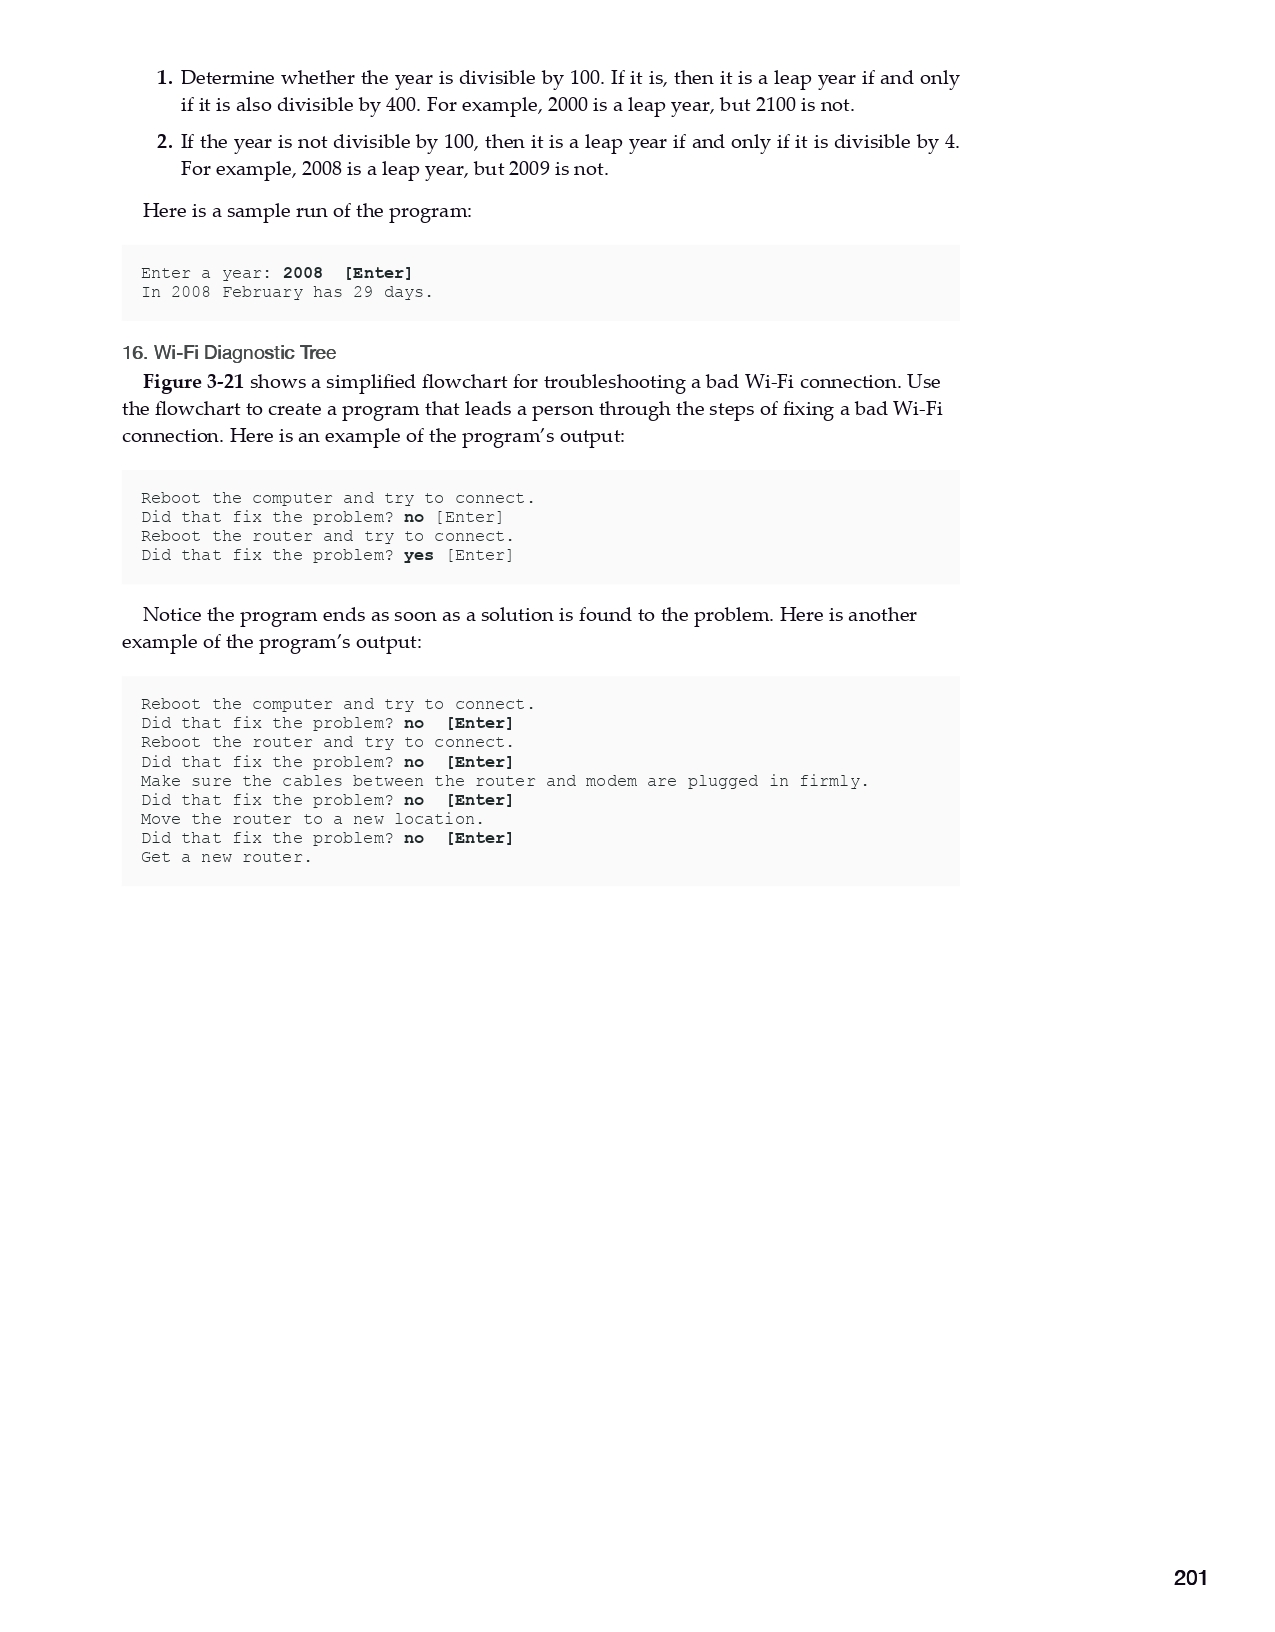 1. Determine whether the year is divisible by 100. If it is, then it is a leap year if and only
if it is also divisible by 400. For example, 2000 is a leap year, but 2100 is not.
2. If the year is not divisible by 100, then it is a leap year if and only if it is divisible by 4.
For example, 2008 is a leap year, but 2009 is not.
Here is a sample run of the program:
Enter a year: 2008  [Enter]
In 2008 February has 29 days.
16. Wi-Fi Diagnostic Tree
Figure 3-21 shows a simplified flowchart for troubleshooting a bad Wi-Fi connection. Use
the flowchart to create a program that leads a person through the steps of fixing a bad Wi-Fi
connection. Here is an example of the program’s output:
Reboot the computer and try to connect.
Did that fix the problem? no [Enter]
Reboot the router and try to connect.
Did that fix the problem? yes [Enter]
Notice the program ends as soon as a solution is found to the problem. Here is another
example of the program’s output:
Reboot the computer and try to connect.
Did that fix the problem? no  [Enter]
Reboot the router and try to connect.
Did that fix the problem? no  [Enter]
Make sure the cables between the router and modem are plugged in firmly.
Did that fix the problem? no  [Enter]
Move the router to a new location.
Did that fix the problem? no  [Enter]
Get a new router.
201